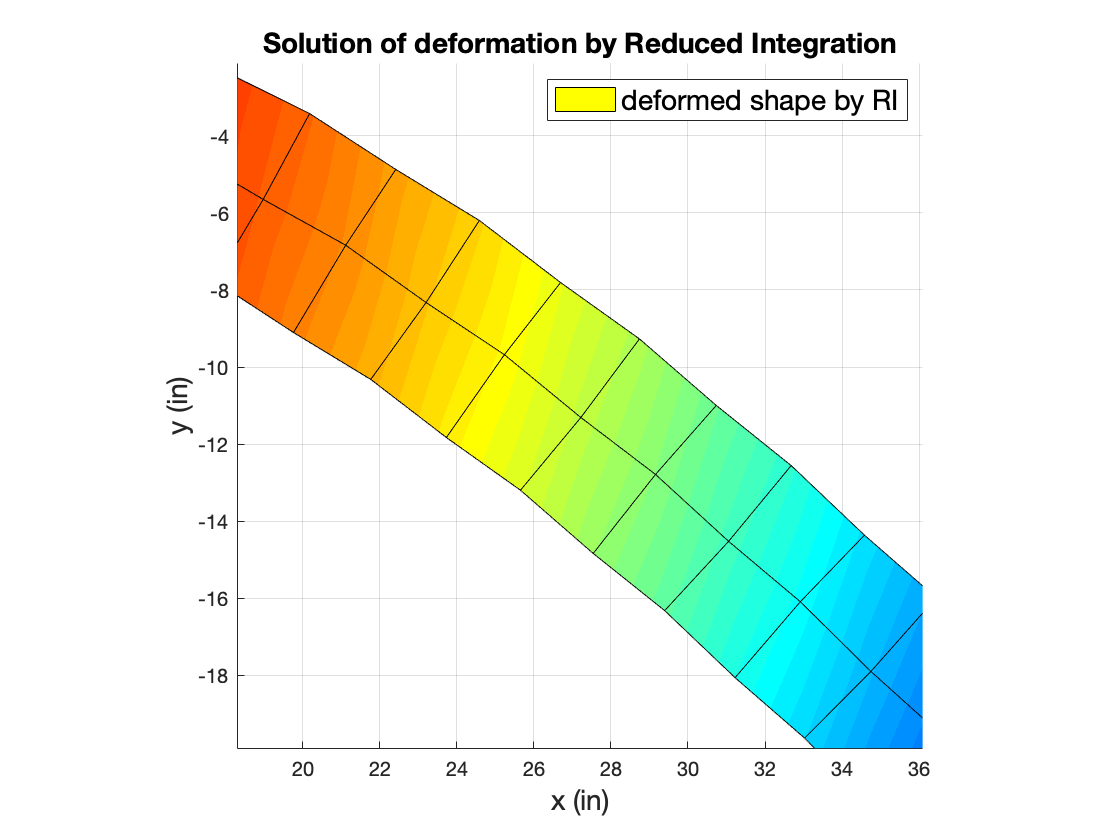 Solution of deformation by Reduced Integration
deformed shape by RI
-4
-6
-8
-10
-12
-14
-16
-18
y (in)
20 22 24 26 28 30 32 34 36
x (in)